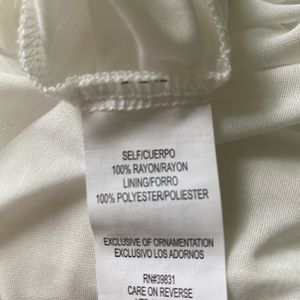 SELF/CUERPO
100% RAYON/RAYON
LINING/FORRO
100% POLYESTER/POLIESTER
EXCLUSIVE OF ORNAMENTATION
EXCLUSIVO LOS ADORNOS
RN#39831
CARE ON REVERSE